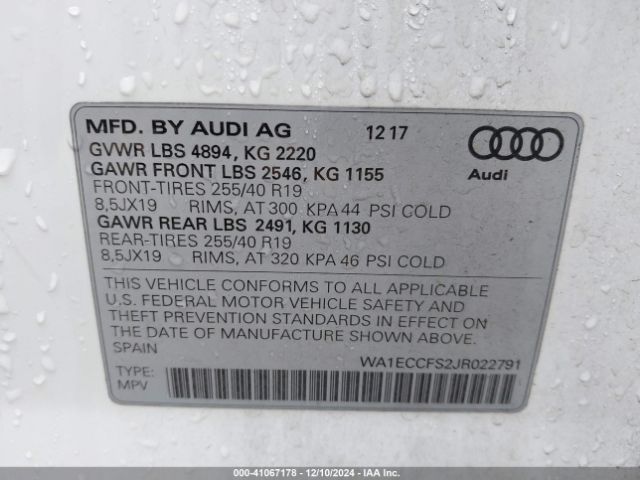 MFD. BY AUDI AG 12 17
GVWR LBS 4894, KG 2220
GAWR FRONT LBS 2546, KG 1155
FRONT-TIRES 255/40 R19
8,5JX19 RIMS, AT 300 KPA 44 PSI COLD
GAWR REAR LBS 2491, KG 1130
REAR-TIRES 255/40 R19
8,5JX19 RIMS, AT 320 KPA 46 PSI COLD
Audi
THIS VEHICLE CONFORMS TO ALL APPLICABLE
U.S. FEDERAL MOTOR VEHICLE SAFETY AND
THEFT PREVENTION STANDARDS IN EFFECT ON
THE DATE OF MANUFACTURE SHOWN ABOVE.
SPAIN
WA1ECCFS2JR022791
TYPE:
MPV
000-41067178 - 12/10/2024 - IAA Inc.